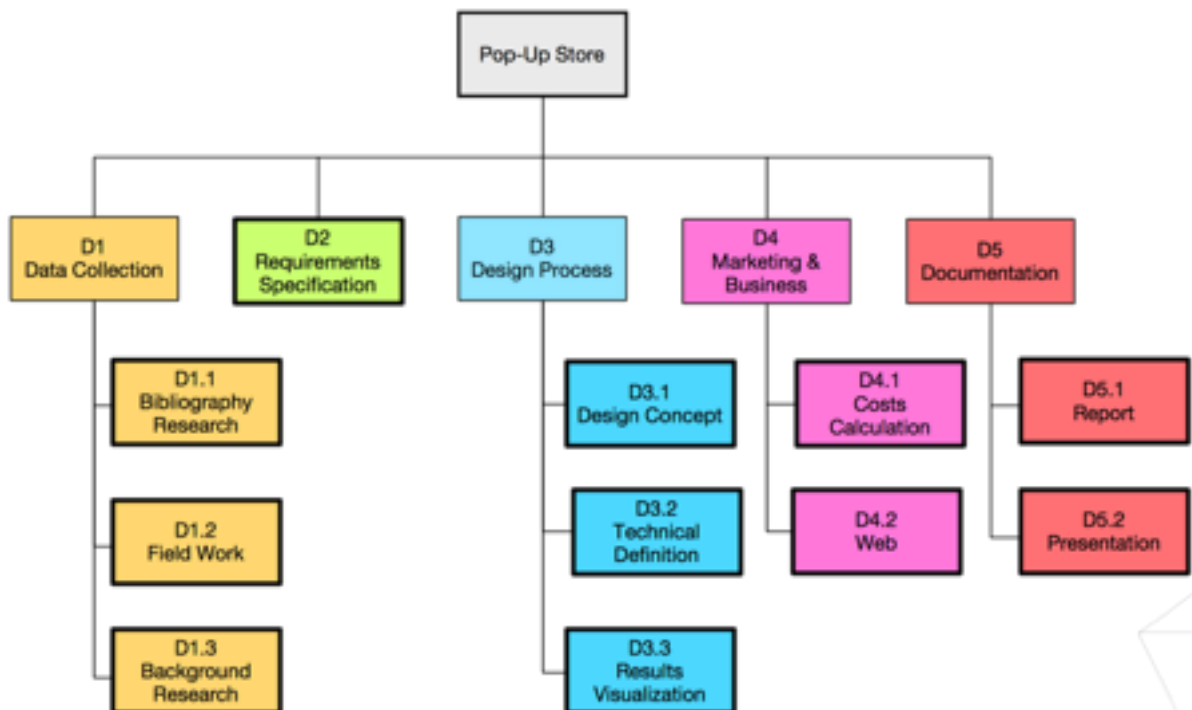 Pop-Up Store
D1
Data Collection
D2
Requirements
Specification
D3
Design Process
D4
Marketing &
Business
D5
Documentation
D1.1
Bibliography
Research
D3.1
Design Concept
D4.1
Costs
Calculation
D5.1
Report
D1.2
Field Work
D3.2
Technical
Definition
D4.2
Web
D5.2
Presentation
D1.3
Background
Research
D3.3
Results
Visualization